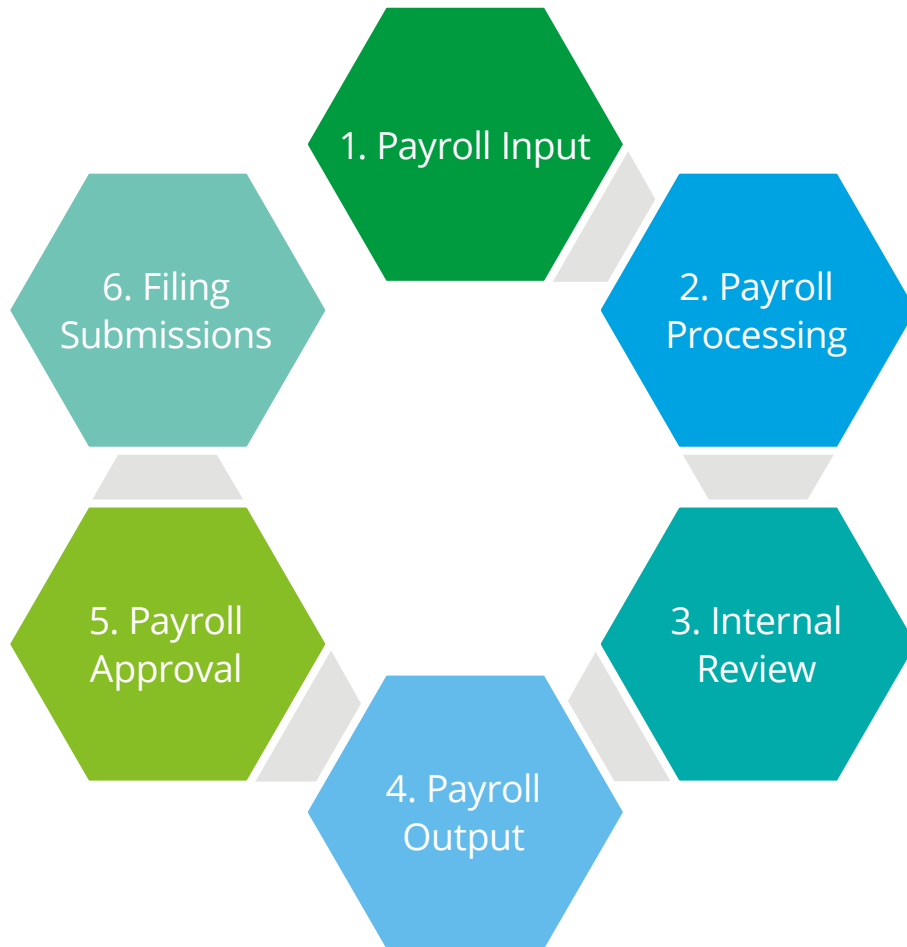 1. Payroll Input
2. Payroll
Processing
3. Internal
Review
4. Payroll
Output
5. Payroll
Approval
6. Filing
Submissions